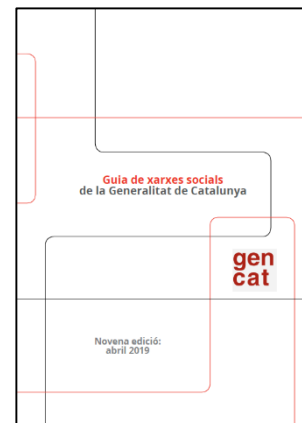 Guia de xarxes socials
de la Generalitat de Catalunya
gen
cat
Novena edició:
abril 2019